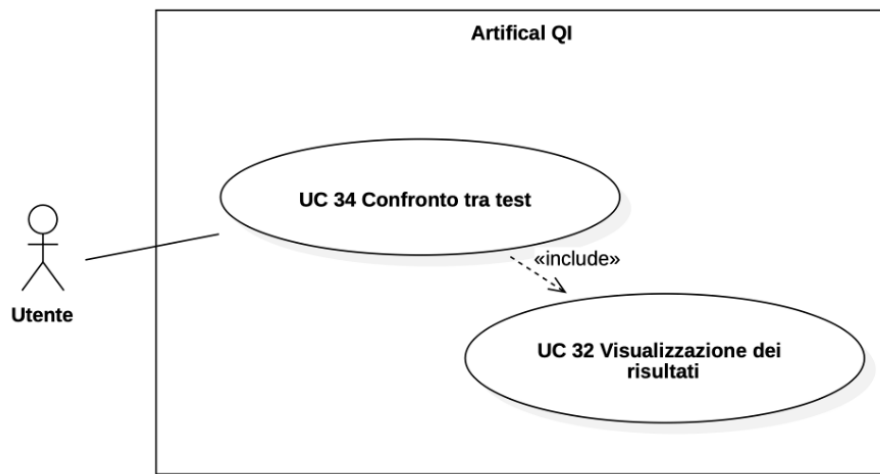 Artifical QI
UC 34 Confronto tra test
«include»
Utente
UC 32 Visualizzazione dei
risultati